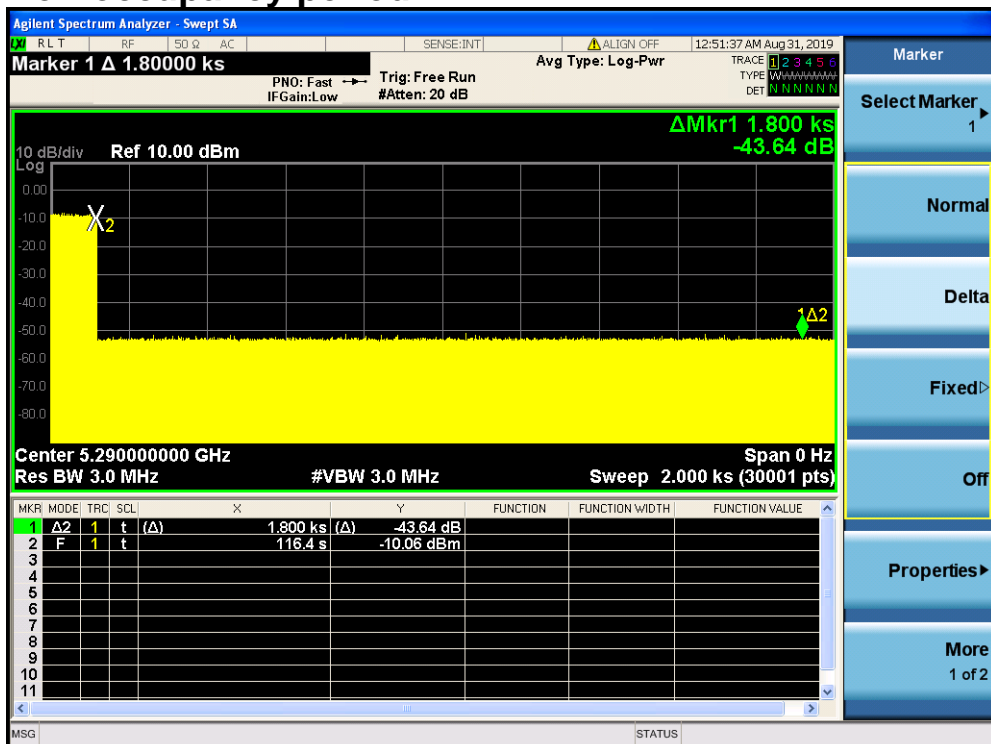 Agilent Spectrum Analyzer - Swept SA
LXI RLT RF 50 Ω AC SENSE:INT ALIGN OFF 12:51:37 AM Aug 31, 2019
Marker 1 Δ 1.80000 ks
PNO: Fast
IFGain:Low
Trig: Free Run
#Atten: 20 dB
Avg Type: Log-Pwr
TRACE 1 2 3 4 5 6
TYPE WWWWWW
DET N N N N N N
ΔMkr1 1.800 ks
-43.64 dB
10 dB/div Ref 10.00 dBm
Log
0.00
-10.0
-20.0
-30.0
-40.0
-50.0
-60.0
-70.0
-80.0
X2
1Δ2
Center 5.290000000 GHz Span 0 Hz
Res BW 3.0 MHz #VBW 3.0 MHz Sweep 2.000 ks (30001 pts)
MKR MODE TRC SCL X Y FUNCTION FUNCTION WIDTH FUNCTION VALUE
1 Δ2 1 t (Δ) 1.800 ks (Δ) -43.64 dB
2 F 1 t 116.4 s -10.06 dBm
3
4
5
6
7
8
9
10
11
MSG STATUS
Marker
Select Marker
1
Normal
Delta
Fixed
Off
Properties
More
1 of 2